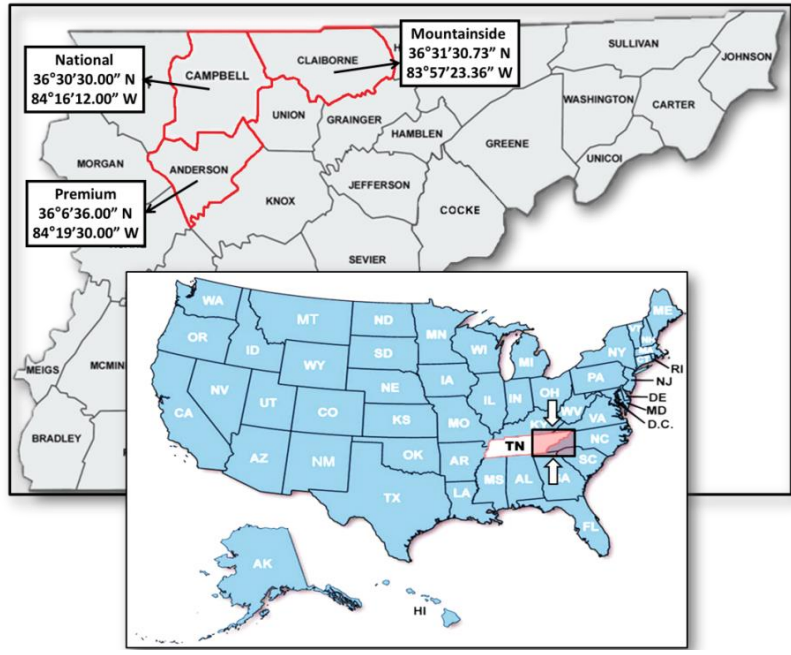 National
36°30'30.00” N
84°16'12.00” W
Mountainside
36°31'30.73” N
83°57'23.36” W
Premium
36°6'36.00” N
84°19'30.00” W
CAMPBELL
CLAIBORNE
H
SULLIVAN
JOHNSON
UNION
GRAINGER
HAMBLEN
WASHINGTON
CARTER
GREENE
UNICOI
MORGAN
ANDERSON
KNOX
JEFFERSON
COCKE
SEVIER
MEIGS
MCMIN
BRADLEY
WA
MT
ND
MN
ME
OR
ID
WY
SD
WI
MI
NY
VT
RI
NV
NE
IA
PA
NJ
CA
UT
CO
IL
IN
OH
DE
MD
D.C.
KS
MO
KY
WV
VA
AZ
NM
OK
AR
TN
NC
SC
TX
LA
MS
AL
GA
FL
AK
HI